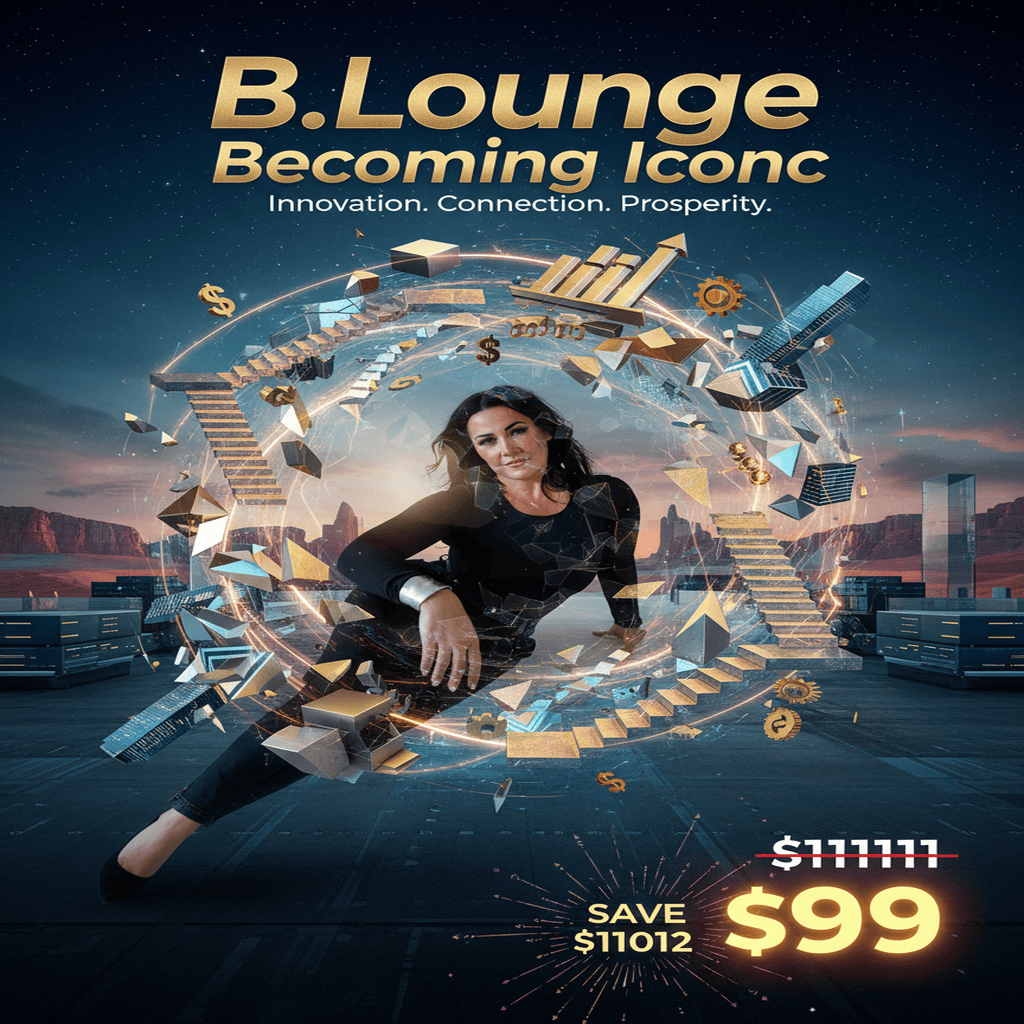 B.Lounge
Becoming Iconc
Innovation. Connection. Prosperity.
$111111
SAVE
$11012
$99